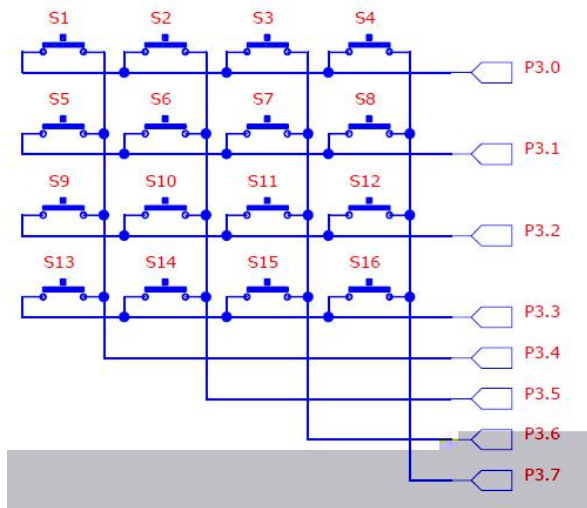 S1 S2 S3 S4
P3.0
S5 S6 S7 S8
P3.1
S9 S10 S11 S12
P3.2
S13 S14 S15 S16
P3.3
P3.4
P3.5
P3.6
P3.7